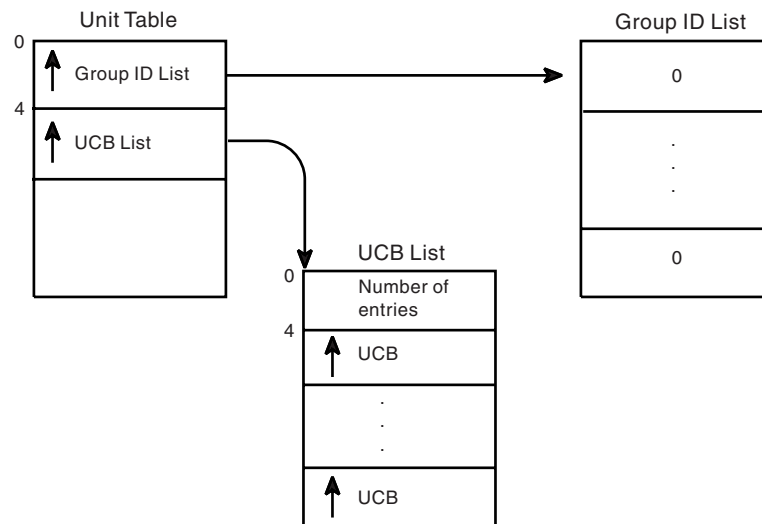 Unit Table
Group ID List
0
Group ID List
0
4
UCB List
.
.
.
UCB List
0
0
Number of
entries
4
UCB
.
.
.
UCB